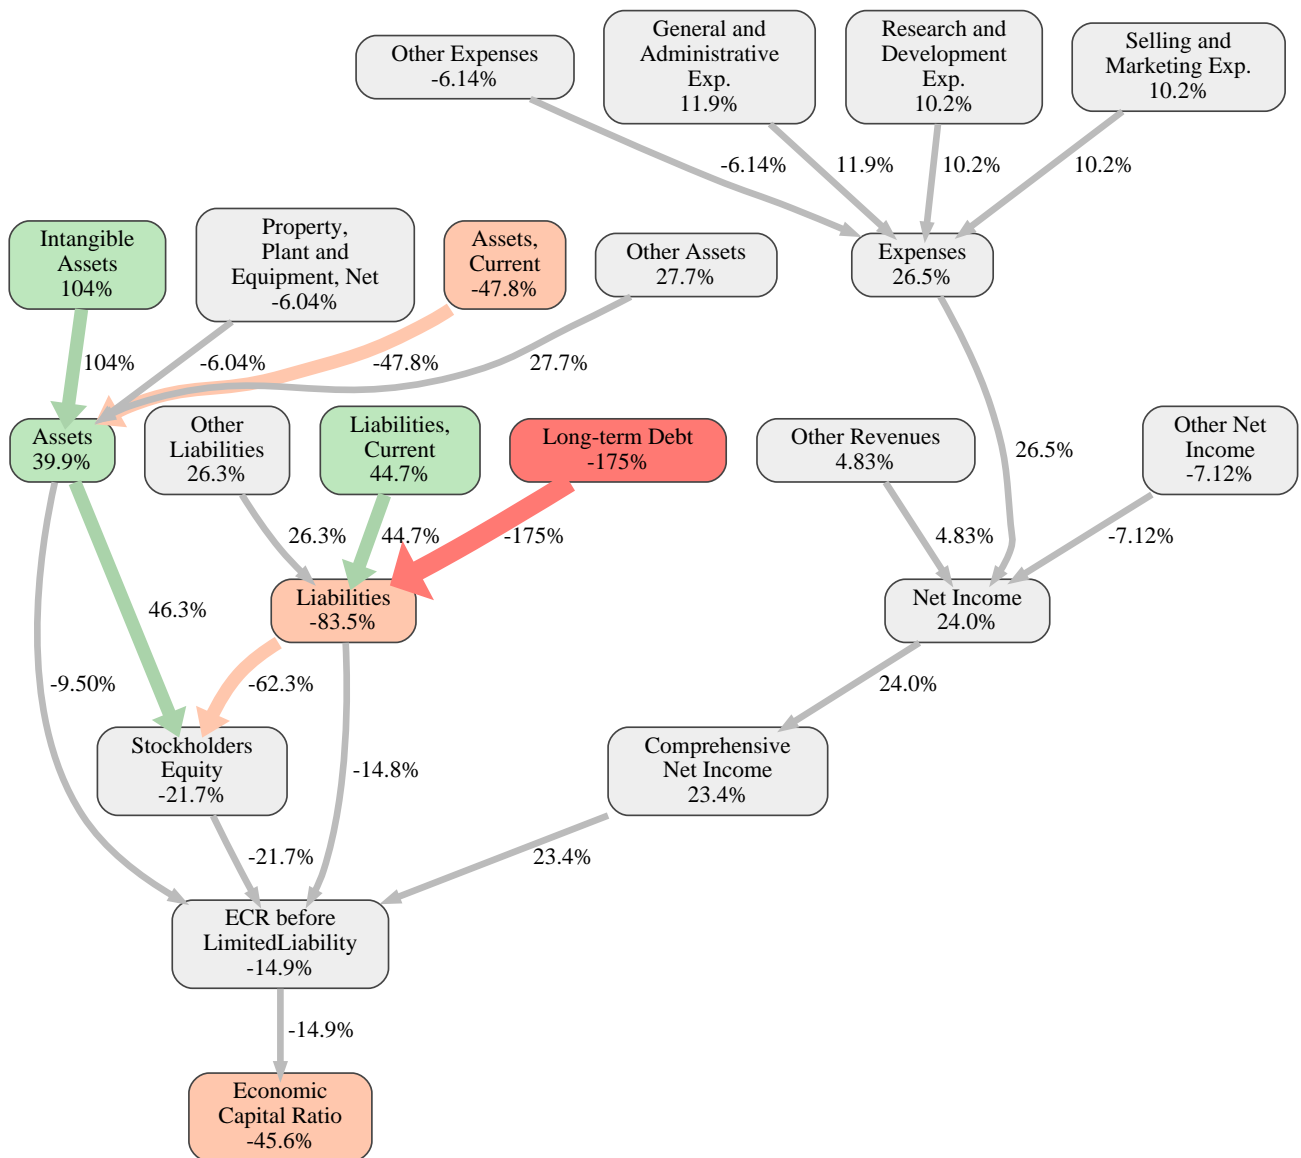 Other Expenses
-6.14%
General and
Administrative
Exp.
11.9%
Research and
Development
Exp.
10.2%
Selling and
Marketing Exp.
10.2%
-6.14%
11.9%
10.2%
10.2%
Intangible
Assets
104%
Property,
Plant and
Equipment, Net
-6.04%
Assets,
Current
-47.8%
Other Assets
27.7%
Expenses
26.5%
104%
-6.04%
-47.8%
27.7%
Assets
39.9%
Other
Liabilities
26.3%
Liabilities,
Current
44.7%
Long-term Debt
-175%
Other Revenues
4.83%
26.5%
Other Net
Income
-7.12%
26.3%
44.7%
-175%
4.83%
-7.12%
Liabilities
-83.5%
Net Income
24.0%
46.3%
-9.50%
-62.3%
24.0%
Stockholders
Equity
-21.7%
-14.8%
Comprehensive
Net Income
23.4%
-21.7%
23.4%
ECR before
LimitedLiability
-14.9%
-14.9%
Economic
Capital Ratio
-45.6%